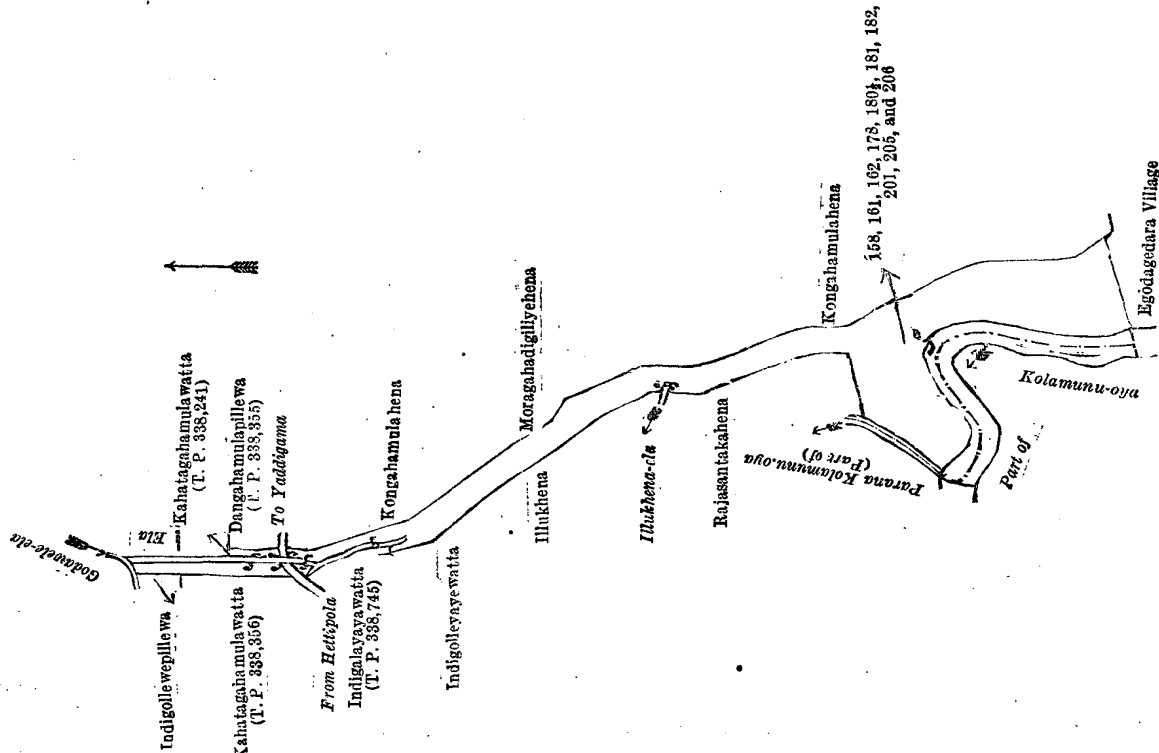 Godawele-ela
Ela
Kahatagahamulawatta
(T. P. 338,241)
Indigollewepillewa
Dangahamulapillewa
(T. P. 338,355)
Kahatagahamulawatta
(T. P. 338,356)
To Yaddigama
From Hettipola
Indigalayayawatta
(T. P. 338,745)
Kongahamulahena
Indigolleyayewatta
Moragahadigiliyehena
Illukhena
Illukhena-ela
Rajasantakahena
Kongahamulahena
158, 161, 162, 178, 180½, 181, 182,
201, 205, and 206
Parana Kolamunu-oya
(Part of)
Part of
Kolamunu-oya
Egodagedara Village